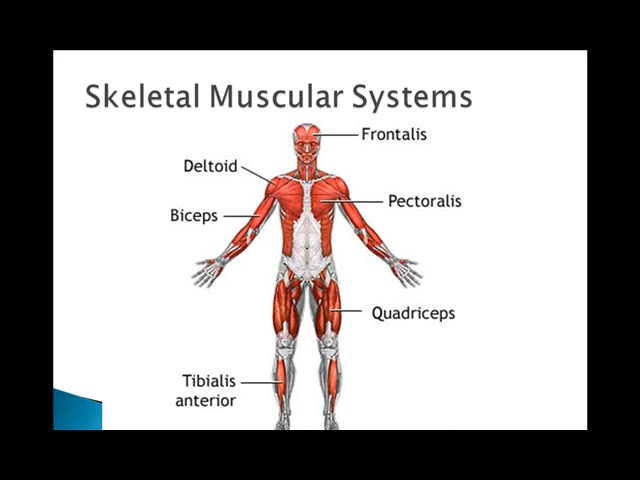 Skeletal Muscular Systems
Frontalis
Deltoid
Pectoralis
Biceps
Quadriceps
Tibialis
anterior